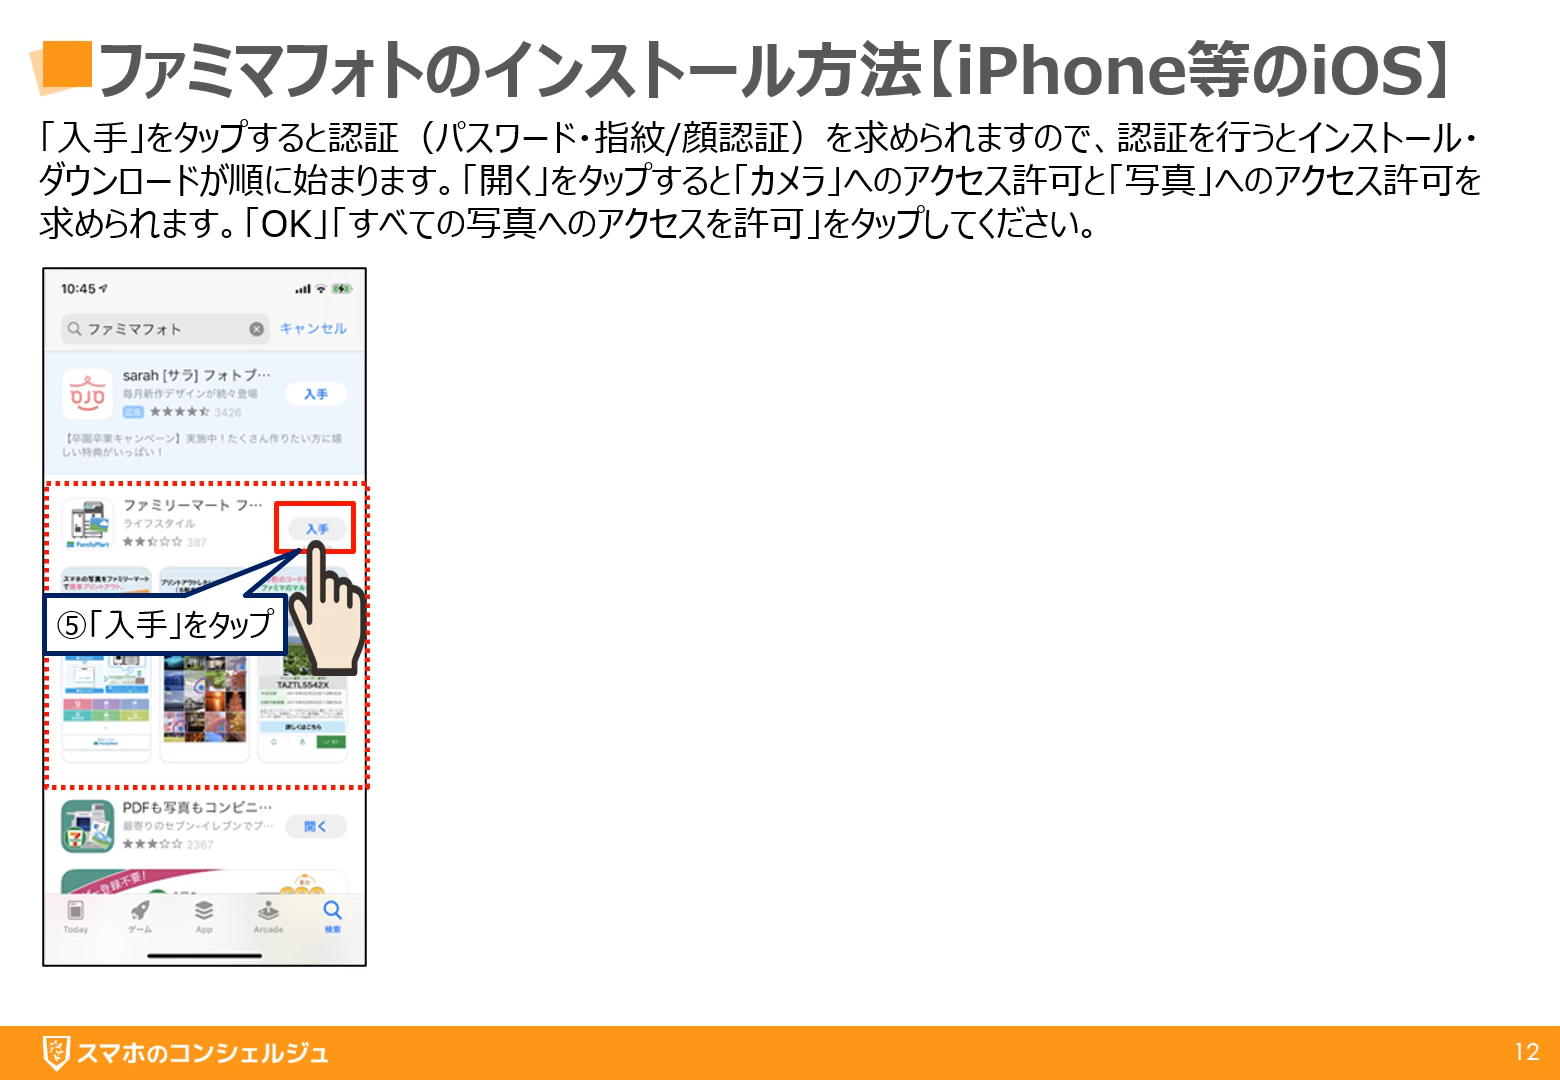 ファミマフォトのインストール方法【iPhone等のiOS】
「入手」をタップすると認証（パスワード・指紋/顔認証）を求められますので、認証を行うとインストール・
ダウンロードが順に始まります。「開く」をタップすると「カメラ」へのアクセス許可と「写真」へのアクセス許可を
求められます。「OK」「すべての写真へのアクセスを許可」をタップしてください。
10:45
ファミマフォト
キャンセル
sarah [サラ] フォトブ…
毎月新作デザインが続々登場
入手
広告 ★★★★☆ 3426
【卒園卒業キャンペーン】実施中！たくさん作りたい方に嬉
しい特典がいっぱい！
ファミリーマート フ…
ライフスタイル
入手
387
FamilyMart
スマホの写真をファミリーマート
で簡単プリントアウト。
⑤「入手」をタップ
TAZTL5542X
詳しくはこちら
PDFも写真もコンビニ…
最寄りのセブン-イレブンでプ…
開く
2367
登録不要！
Today
ゲーム
App
Arcade
検索
スマホのコンシェルジュ
12